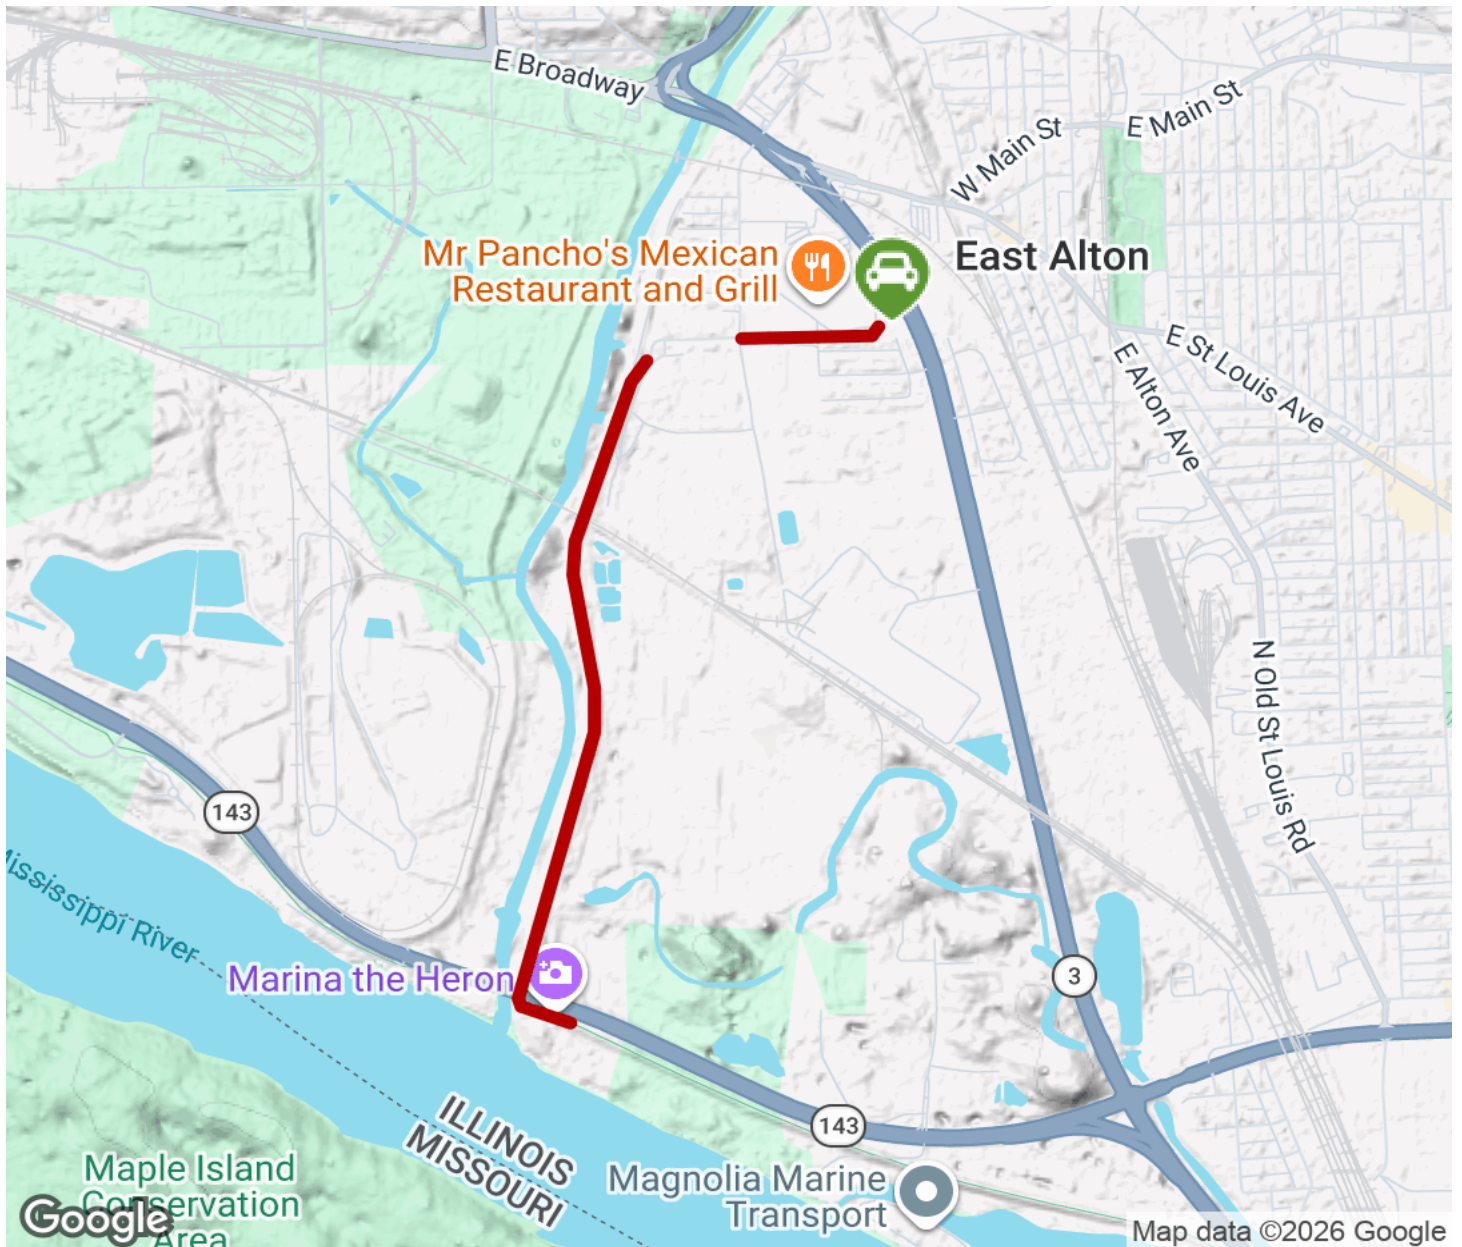 E Broadway
W Main St
E Main St
Mr Pancho's Mexican
Restaurant and Grill
East Alton
E St Louis Ave
E Alton Ave
N Old St Louis Rd
143
Mississippi River
Marina the Heron
3
143
ILLINOIS
MISSOURI
Maple Island
Conservation
Area
Magnolia Marine
Transport
Google
Map data ©2026 Google